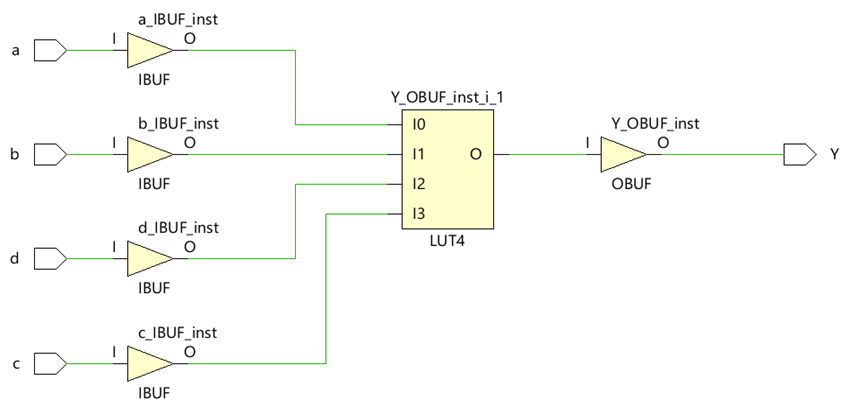 a_IBUF_inst
a
I
O
IBUF
Y_OBUF_inst_i_1
b_IBUF_inst
b
I
O
IBUF
I0
I1
I2
I3
O
LUT4
Y_OBUF_inst
I
O
Y
OBUF
d_IBUF_inst
d
I
O
IBUF
c_IBUF_inst
c
I
O
IBUF